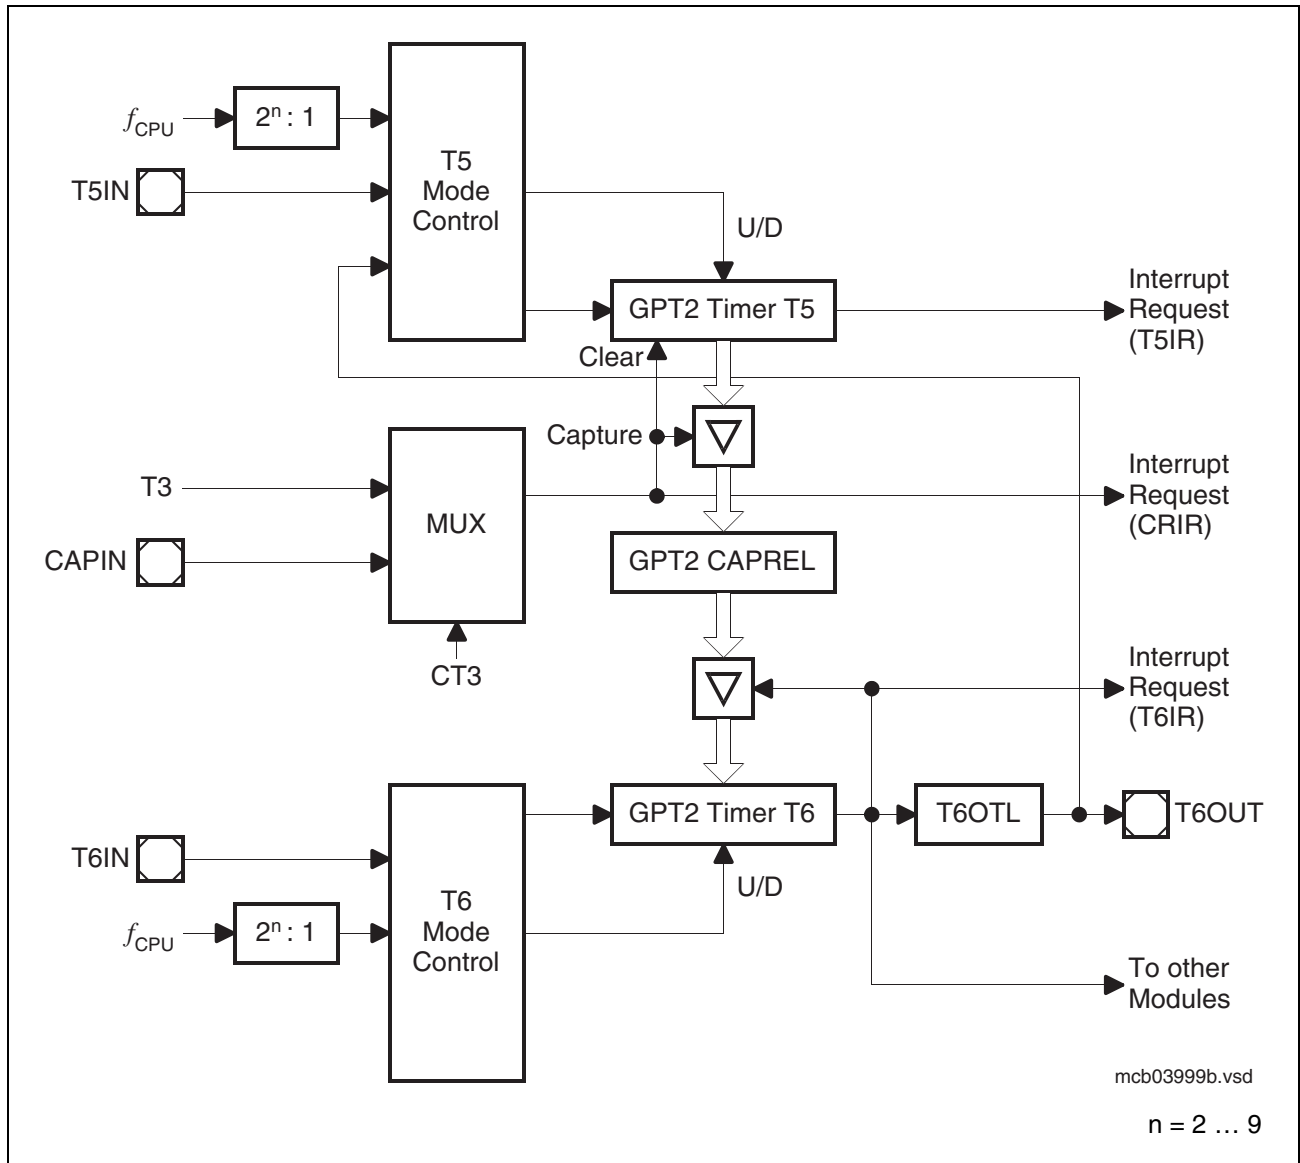 fCPU
2ⁿ : 1
T5IN
T5
Mode
Control
U/D
GPT2 Timer T5
Interrupt
Request
(T5IR)
Clear
Capture
T3
CAPIN
MUX
CT3
Interrupt
Request
(CRIR)
GPT2 CAPREL
Interrupt
Request
(T6IR)
T6IN
fCPU
2ⁿ : 1
T6
Mode
Control
GPT2 Timer T6
U/D
T6OTL
T6OUT
To other
Modules
mcb03999b.vsd
n = 2 … 9